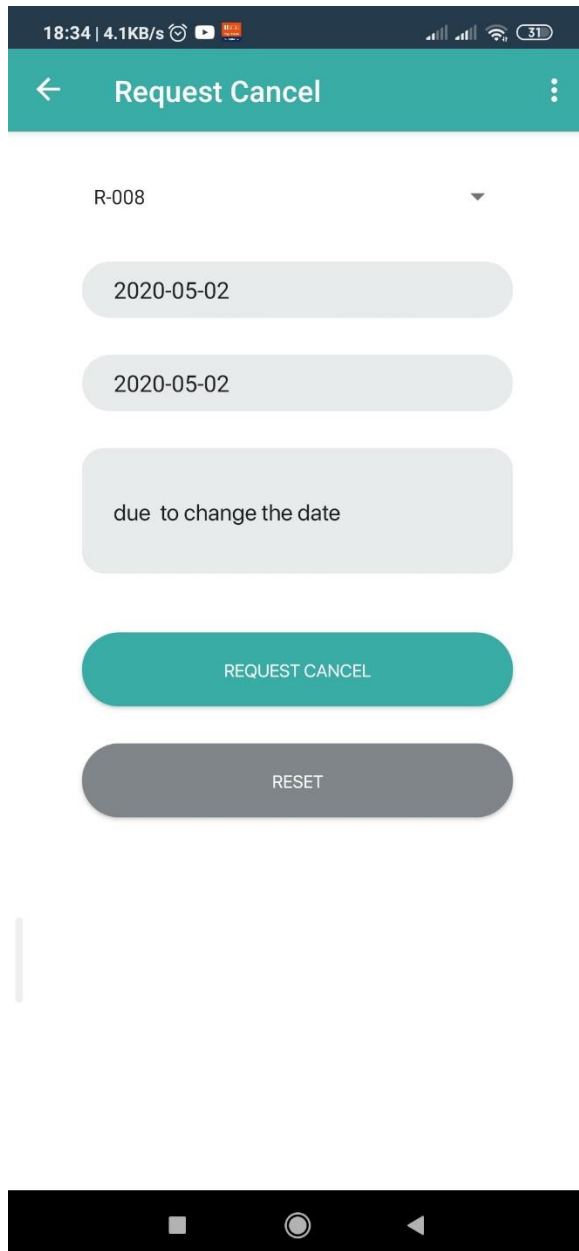 18:34 | 4.1KB/s 31
Request Cancel
R-008
2020-05-02
2020-05-02
due  to change the date
REQUEST CANCEL
RESET